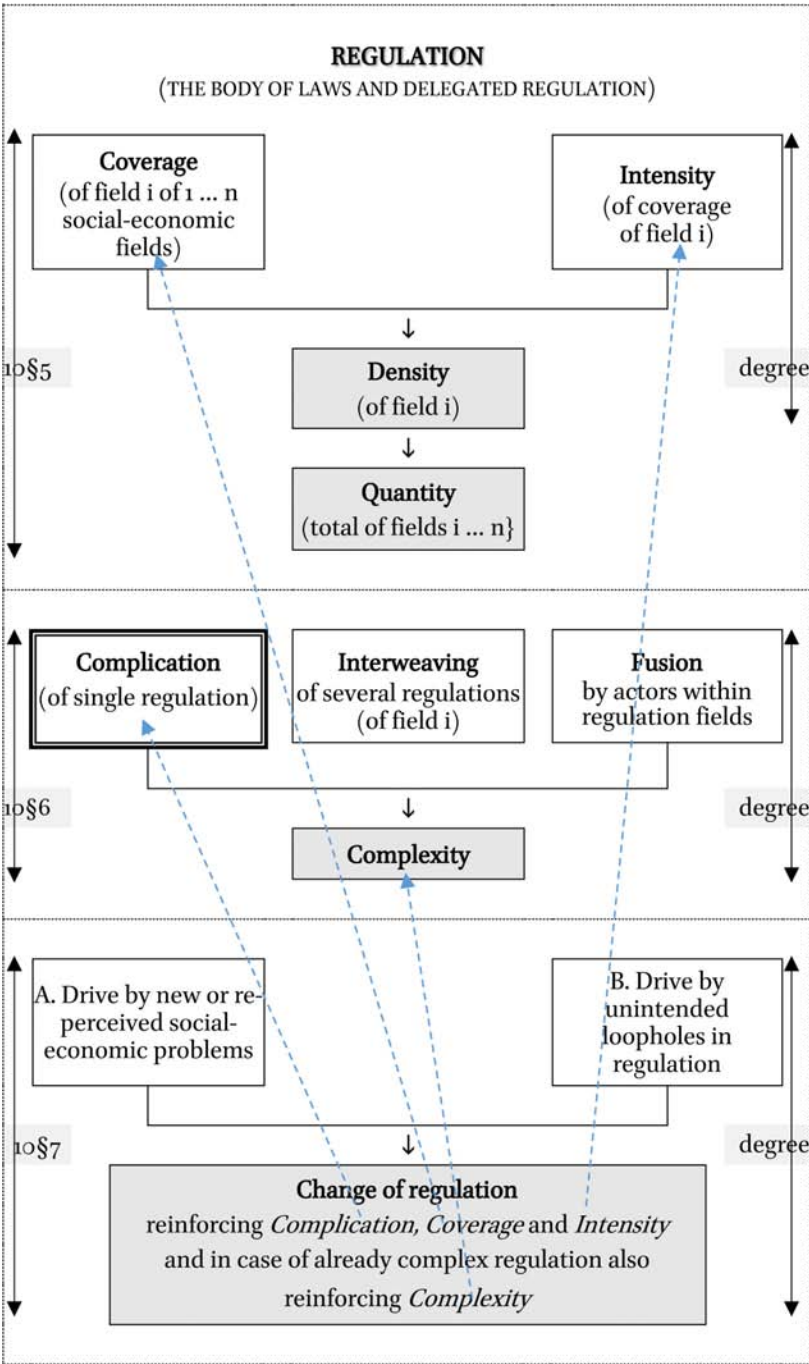 REGULATION
(THE BODY OF LAWS AND DELEGATED REGULATION)
Coverage
(of field i of 1 ... n
social-economic
fields)
Intensity
(of coverage
of field i)
↓
10§5
degree
Density
(of field i)
↓
Quantity
(total of fields i ... n}
Complication
(of single regulation)
Interweaving
of several regulations
(of field i)
Fusion
by actors within
regulation fields
10§6
↓
degree
Complexity
A. Drive by new or re-
perceived social-
economic problems
B. Drive by
unintended
loopholes in
regulation
10§7
↓
degree
Change of regulation
reinforcing Complication, Coverage and Intensity
and in case of already complex regulation also
reinforcing Complexity